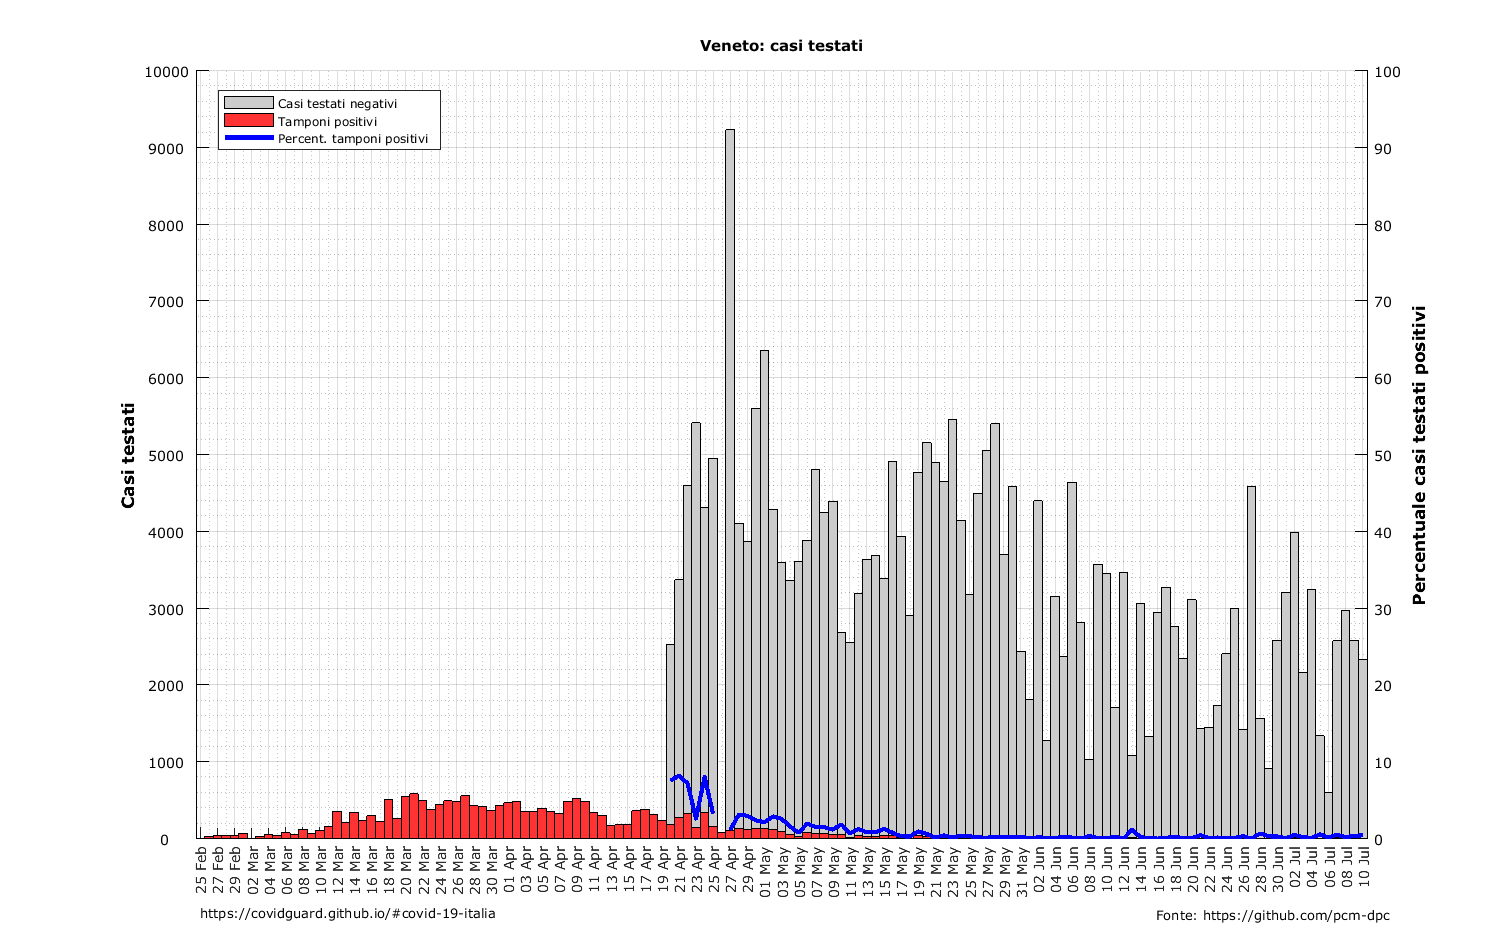 Veneto: casi testati
10000
9000
8000
7000
6000
5000
4000
3000
2000
1000
0
Casi testati
Casi testati negativi
Tamponi positivi
Percent. tamponi positivi
100
90
80
70
60
50
40
30
20
10
0
Percentuale casi testati positivi
25 Feb
27 Feb
29 Feb
02 Mar
04 Mar
06 Mar
08 Mar
10 Mar
12 Mar
14 Mar
16 Mar
18 Mar
20 Mar
22 Mar
24 Mar
26 Mar
28 Mar
30 Mar
01 Apr
03 Apr
05 Apr
07 Apr
09 Apr
11 Apr
13 Apr
15 Apr
17 Apr
19 Apr
21 Apr
23 Apr
25 Apr
27 Apr
29 Apr
01 May
03 May
05 May
07 May
09 May
11 May
13 May
15 May
17 May
19 May
21 May
23 May
25 May
27 May
29 May
31 May
02 Jun
04 Jun
06 Jun
08 Jun
10 Jun
12 Jun
14 Jun
16 Jun
18 Jun
20 Jun
22 Jun
24 Jun
26 Jun
28 Jun
30 Jun
02 Jul
04 Jul
06 Jul
08 Jul
10 Jul
https://covidguard.github.io/#covid-19-italia
Fonte: https://github.com/pcm-dpc